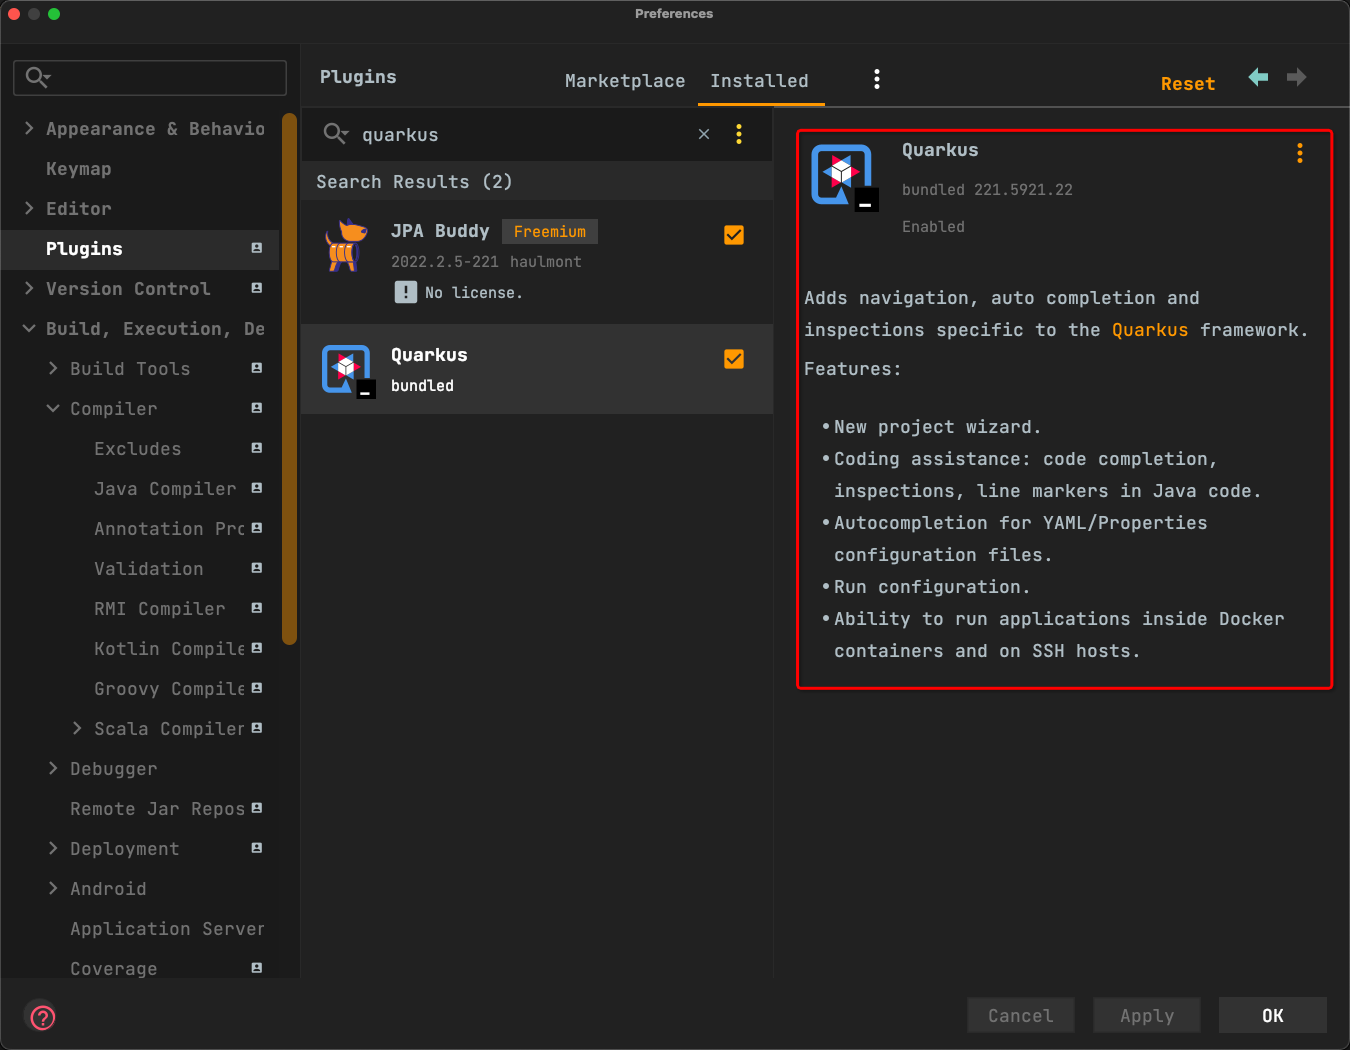 Preferences
Plugins
Marketplace
Installed
Reset
Appearance & Behavio
Keymap
Editor
Plugins
Version Control
Build, Execution, De
Build Tools
Compiler
Excludes
Java Compiler
Annotation Pro
Validation
RMI Compiler
Kotlin Compile
Groovy Compile
Scala Compiler
Debugger
Remote Jar Repos
Deployment
Android
Application Server
Coverage
quarkus
Search Results (2)
JPA Buddy Freemium
2022.2.5-221 haulmont
No license.
Quarkus
bundled
Quarkus
bundled 221.5921.22
Enabled
Adds navigation, auto completion and
inspections specific to the Quarkus framework.
Features:
•New project wizard.
•Coding assistance: code completion,
inspections, line markers in Java code.
•Autocompletion for YAML/Properties
configuration files.
•Run configuration.
•Ability to run applications inside Docker
containers and on SSH hosts.
Cancel
Apply
OK